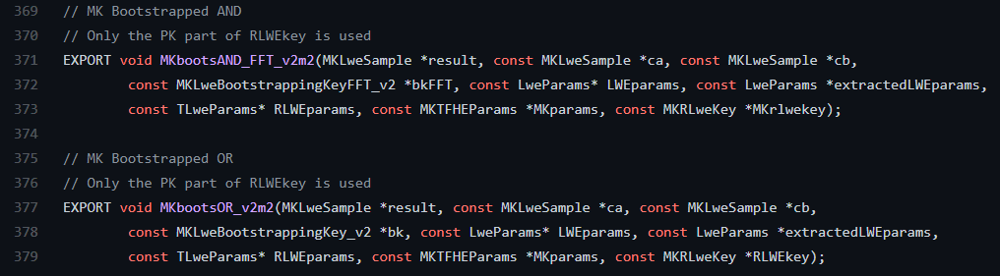 369 // MK Bootstrapped AND
370 // Only the PK part of RLWEkey is used
371 EXPORT void MKbootsAND_FFT_v2m2(MKLweSample *result, const MKLweSample *ca, const MKLweSample *cb,
372 const MKLweBootstrappingKeyFFT_v2 *bkFFT, const LweParams* LWEparams, const LweParams *extractedLWEparams,
373 const TLweParams* RLWEparams, const MKTFHEParams *MKparams, const MKRLweKey *MKrlwekey);
374
375 // MK Bootstrapped OR
376 // Only the PK part of RLWEkey is used
377 EXPORT void MKbootsOR_v2m2(MKLweSample *result, const MKLweSample *ca, const MKLweSample *cb,
378 const MKLweBootstrappingKey_v2 *bk, const LweParams* LWEparams, const LweParams *extractedLWEparams,
379 const TLweParams* RLWEparams, const MKTFHEParams *MKparams, const MKRLweKey *RLWEkey);